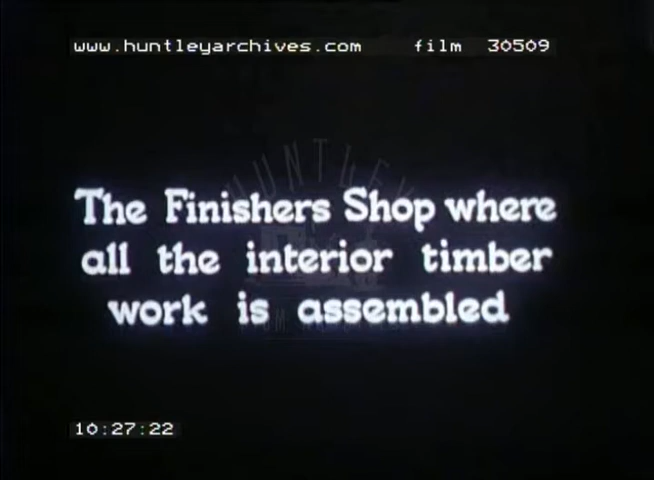 www.huntleyarchives.com film 30509
HUNTLEY
The Finishers Shop where
all the interior timber
work is assembled
10:27:22